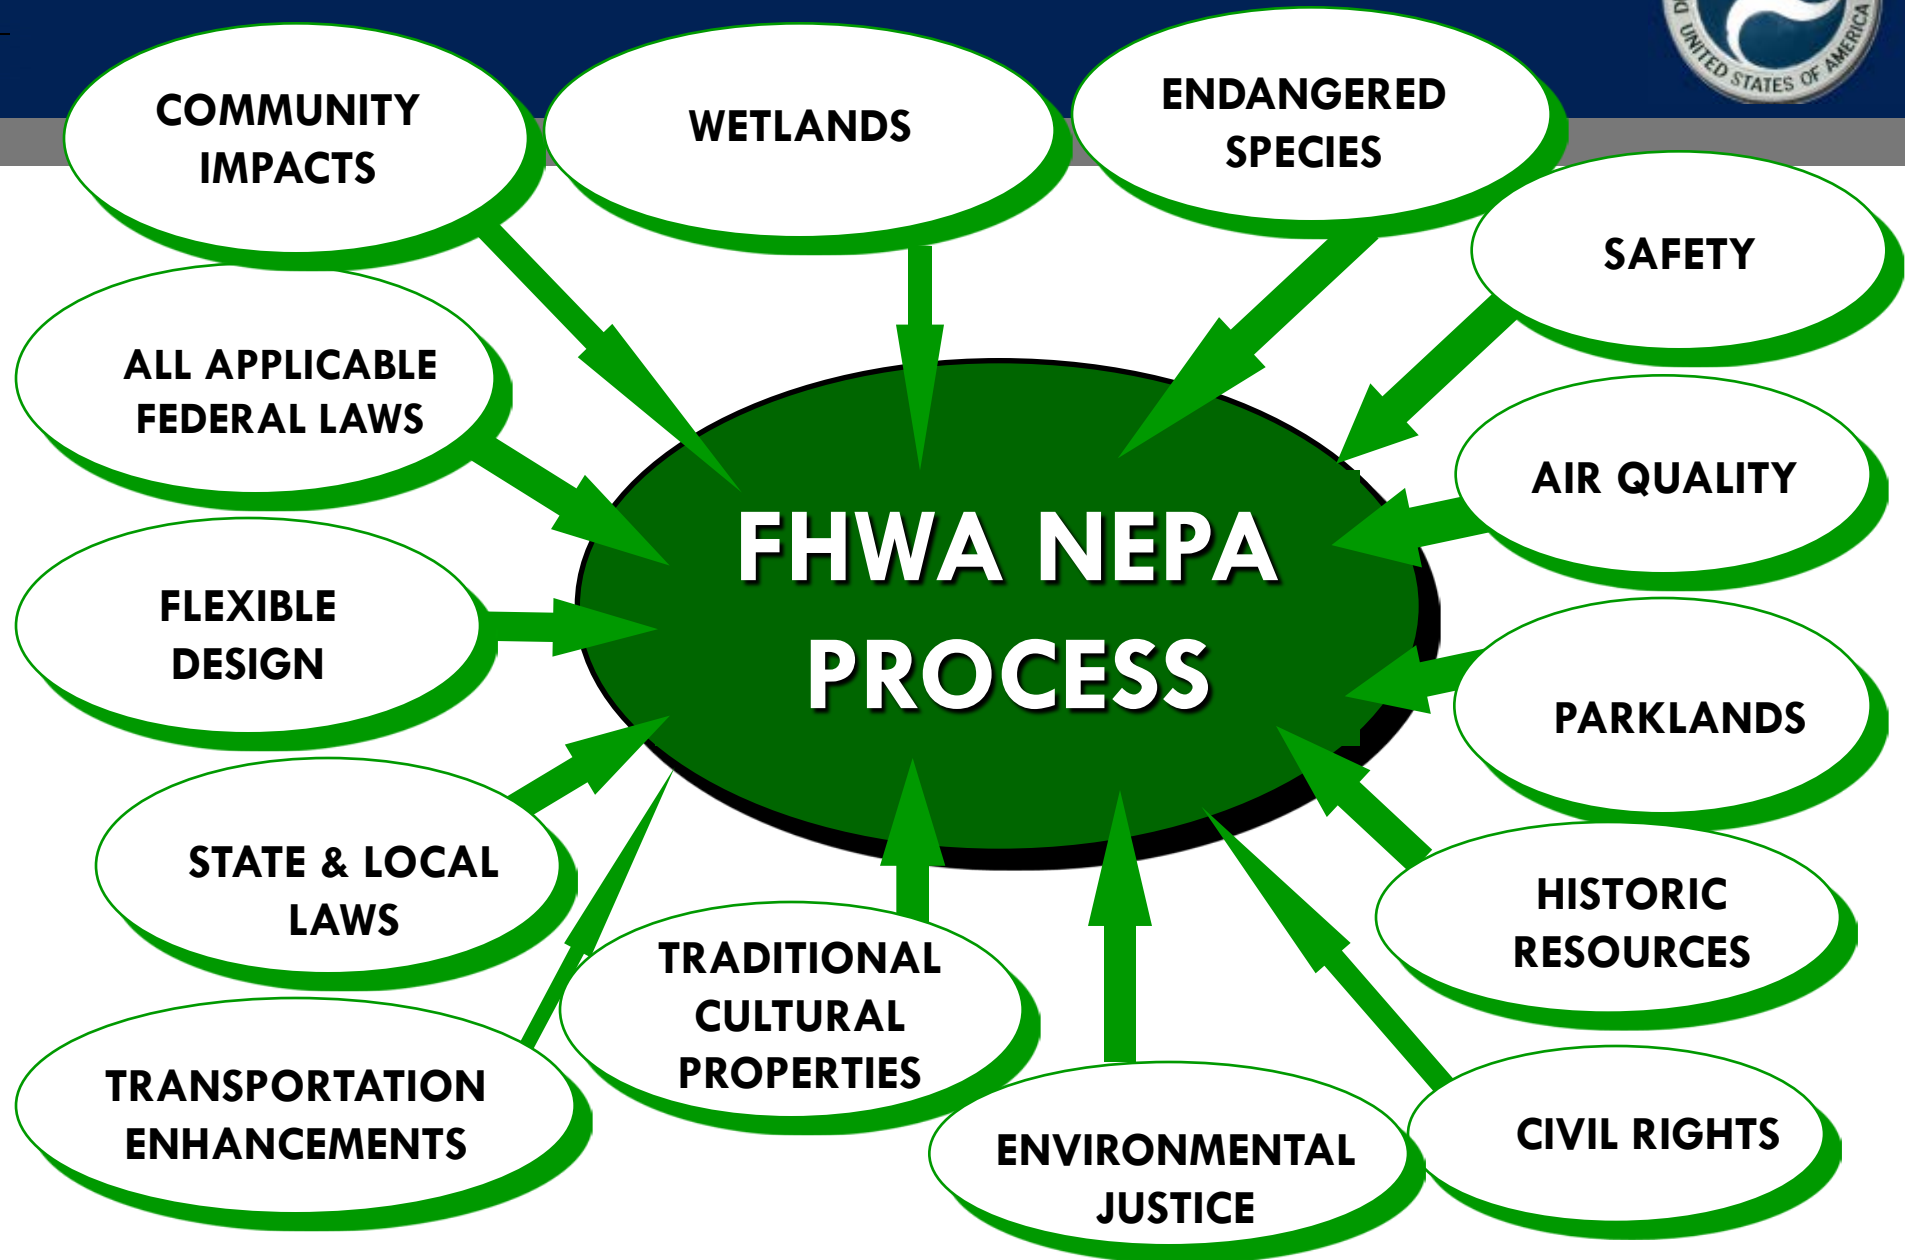 COMMUNITY
IMPACTS
WETLANDS
ENDANGERED
SPECIES
UNITED STATES OF AMERICA
SAFETY
ALL APPLICABLE
FEDERAL LAWS
AIR QUALITY
FHWA NEPA
PROCESS
FLEXIBLE
DESIGN
PARKLANDS
STATE & LOCAL
LAWS
HISTORIC
RESOURCES
TRADITIONAL
CULTURAL
PROPERTIES
TRANSPORTATION
ENHANCEMENTS
ENVIRONMENTAL
JUSTICE
CIVIL RIGHTS